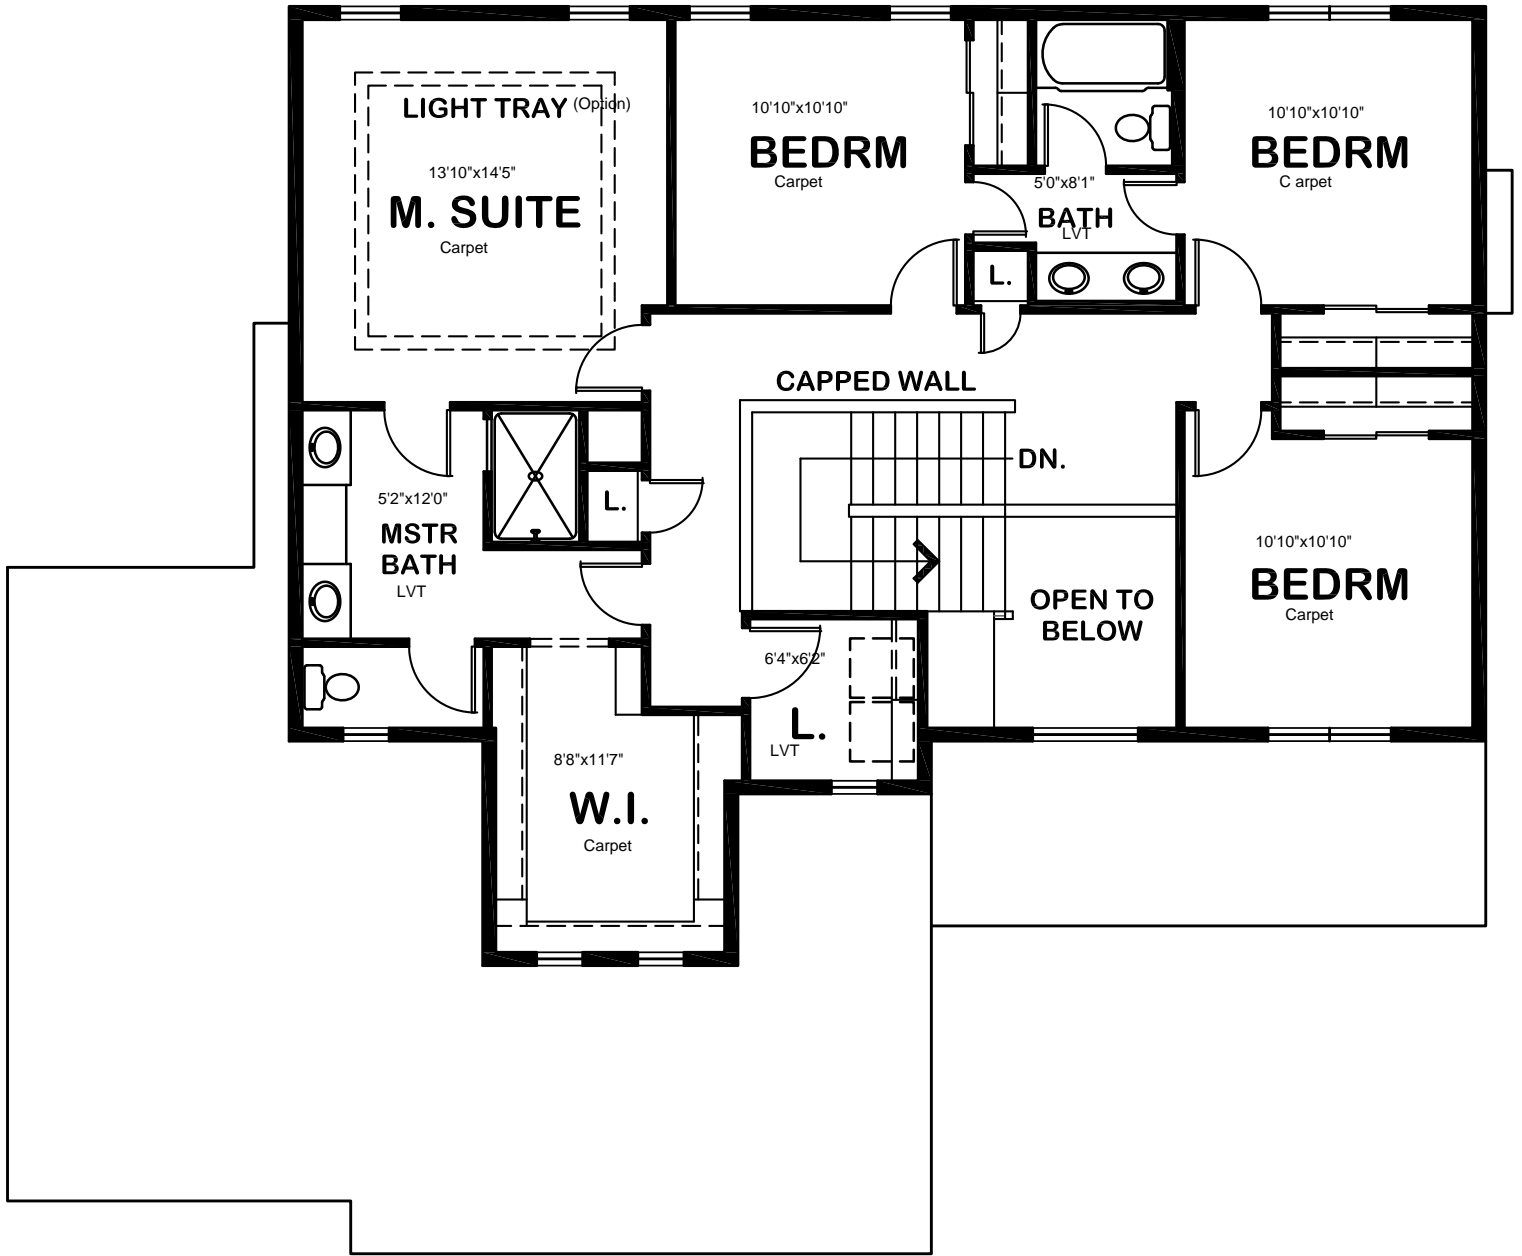 LIGHT TRAY (Option)
13'10"x14'5"
M. SUITE
Carpet
10'10"x10'10"
BEDRM
Carpet
5'0"x8'1"
BATH
LVT
L.
10'10"x10'10"
BEDRM
C arpet
CAPPED WALL
DN.
5'2"x12'0"
MSTR
BATH
LVT
L.
OPEN TO
BELOW
10'10"x10'10"
BEDRM
Carpet
6'4"x6'2"
L.
LVT
8'8"x11'7"
W.I.
Carpet